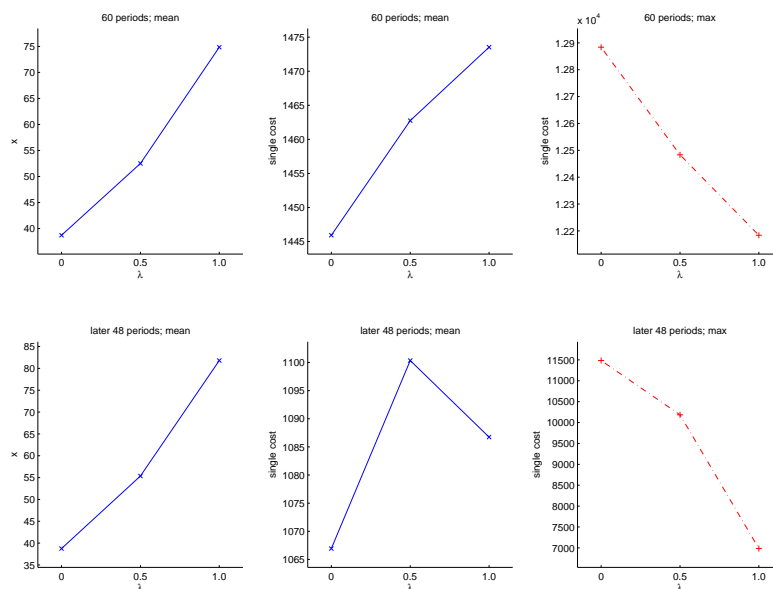 60 periods; mean
75
70
65
60
55
50
45
40
x
0 0.5 1.0
λ
60 periods; mean
1475
1470
1465
1460
1455
1450
1445
single cost
0 0.5 1.0
λ
60 periods; max
x 10⁴
1.29
1.28
1.27
1.26
1.25
1.24
1.23
1.22
single cost
0 0.5 1.0
λ
later 48 periods; mean
85
80
75
70
65
60
55
50
45
40
35
x
0 0.5 1.0
λ
later 48 periods; mean
1100
1095
1090
1085
1080
1075
1070
1065
single cost
0 0.5 1.0
λ
later 48 periods; max
11500
11000
10500
10000
9500
9000
8500
8000
7500
7000
single cost
0 0.5 1.0
λ